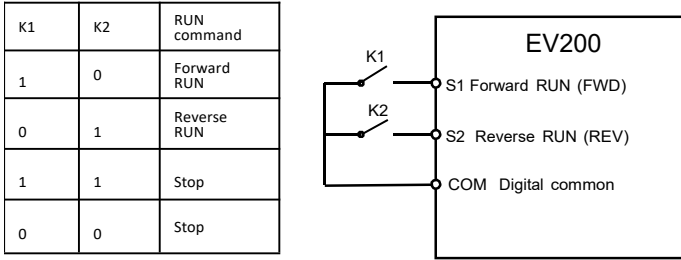 K1 K2 RUN
command
1 0 Forward
RUN
0 1 Reverse
RUN
1 1 Stop
0 0 Stop
EV200
K1
S1 Forward RUN (FWD)
K2
S2 Reverse RUN (REV)
COM Digital common